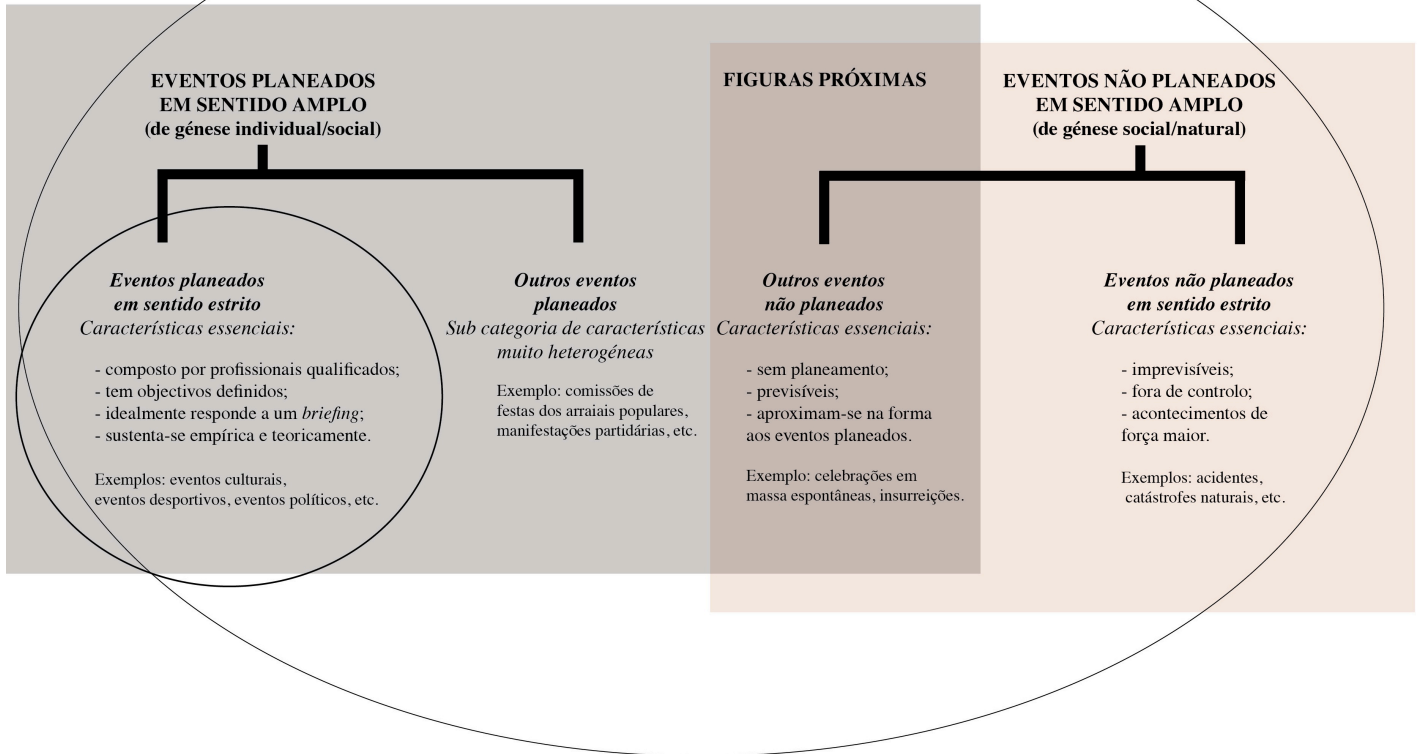 EVENTOS PLANEADOS
EM SENTIDO AMPLO
(de génese individual/social)
FIGURAS PRÓXIMAS
EVENTOS NÃO PLANEADOS
EM SENTIDO AMPLO
(de génese social/natural)
Eventos planeados
em sentido estrito
Características essenciais:
- composto por profissionais qualificados;
- tem objectivos definidos;
- idealmente responde a um briefing;
- sustenta-se empírica e teoricamente.
Exemplos: eventos culturais,
eventos desportivos, eventos políticos, etc.
Outros eventos
planeados
Sub categoria de características
muito heterogéneas
Exemplo: comissões de
festas dos arraiais populares,
manifestações partidárias, etc.
Outros eventos
não planeados
Características essenciais:
- sem planeamento;
- previsíveis;
- aproximam-se na forma
aos eventos planeados.
Exemplo: celebrações em
massa espontâneas, insurreições.
Eventos não planeados
em sentido estrito
Características essenciais:
- imprevisíveis;
- fora de controlo;
- acontecimentos de
força maior.
Exemplos: acidentes,
catástrofes naturais, etc.